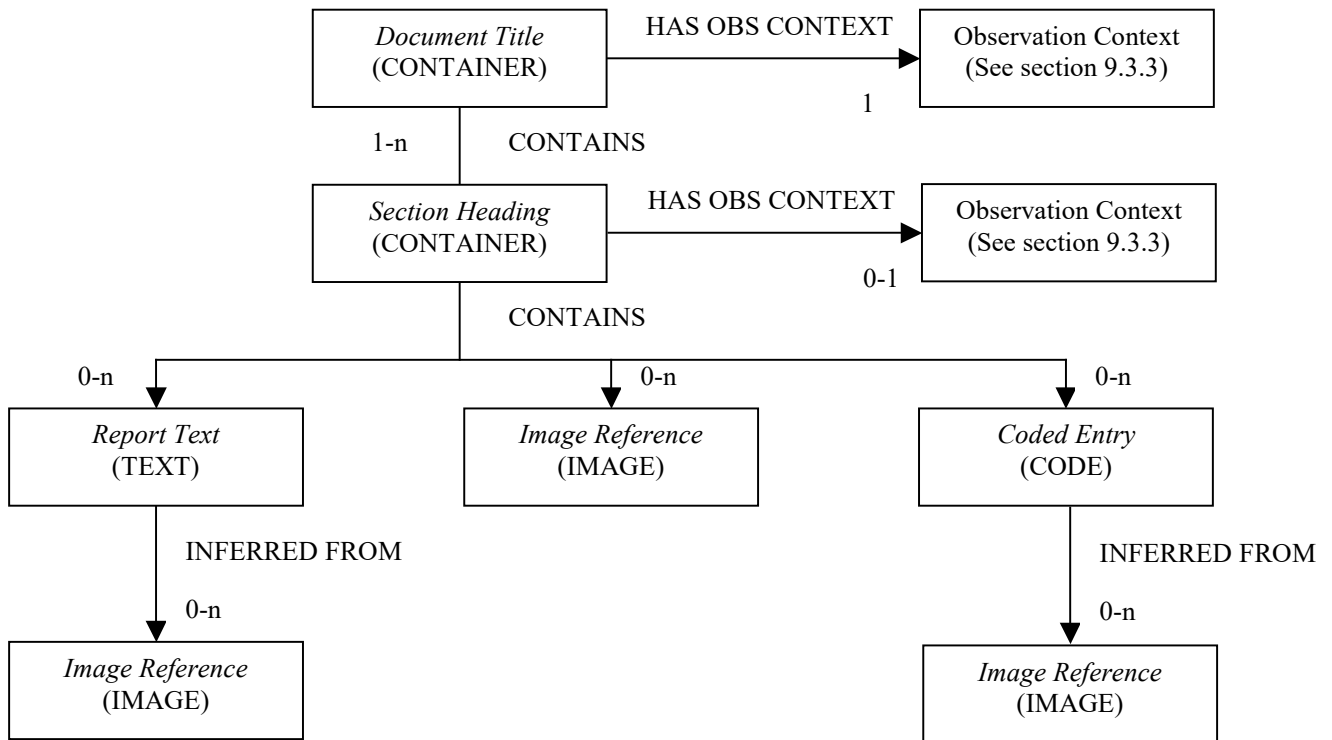 Document Title
(CONTAINER)
HAS OBS CONTEXT
Observation Context
(See section 9.3.3)
1
1-n
CONTAINS
Section Heading
(CONTAINER)
HAS OBS CONTEXT
Observation Context
(See section 9.3.3)
0-1
CONTAINS
0-n
0-n
0-n
Report Text
(TEXT)
Image Reference
(IMAGE)
Coded Entry
(CODE)
INFERRED FROM
INFERRED FROM
0-n
0-n
Image Reference
(IMAGE)
Image Reference
(IMAGE)